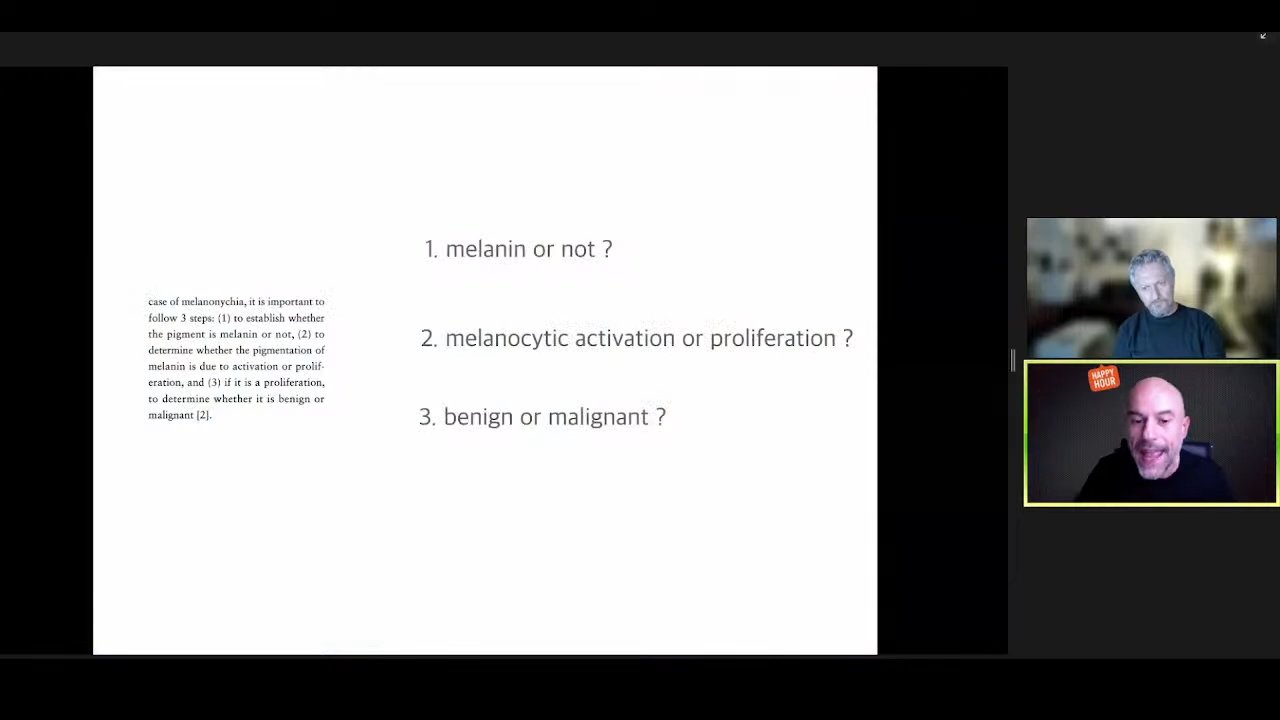 case of melanonychia, it is important to
follow 3 steps: (1) to establish whether
the pigment is melanin or not, (2) to
determine whether the pigmentation of
melanin is due to activation or prolif-
eration, and (3) if it is a proliferation,
to determine whether it is benign or
malignant [2].
1. melanin or not ?
2. melanocytic activation or proliferation ?
3. benign or malignant ?
HAPPY
HOUR